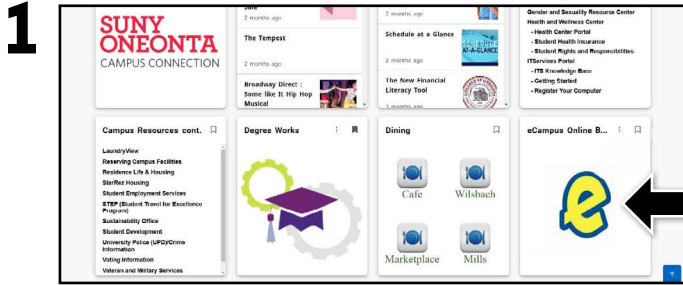 1
SUNY
ONEONTA
CAMPUS CONNECTION
2 months ago
The Tempest
2 months ago
Broadway Direct :
Some like It Hip Hop
Musical
2 months ago
Schedule at a Glance
SCHEDULE
AT-A-GLANCE
2 months ago
The New Financial
Literacy Tool
3 months ago
Gender and Sexuality Resource Center
Health and Wellness Center
- Health Center Portal
- Student Health Insurance
- Student Rights and Responsibilities
ITServices Portal
- ITS Knowledge Base
- Getting Started
- Register Your Computer
Campus Resources cont.
LaundryView
Reserving Campus Facilities
Residence Life & Housing
StarRez Housing
Student Employment Services
STEP (Student Travel for Excellence
Program)
Sustainability Office
Student Development
University Police (UPD)/Crime
Information
Voting Information
Veteran and Military Services
Degree Works
Dining
Cafe
Wilsbach
Marketplace
Mills
eCampus Online B...
e